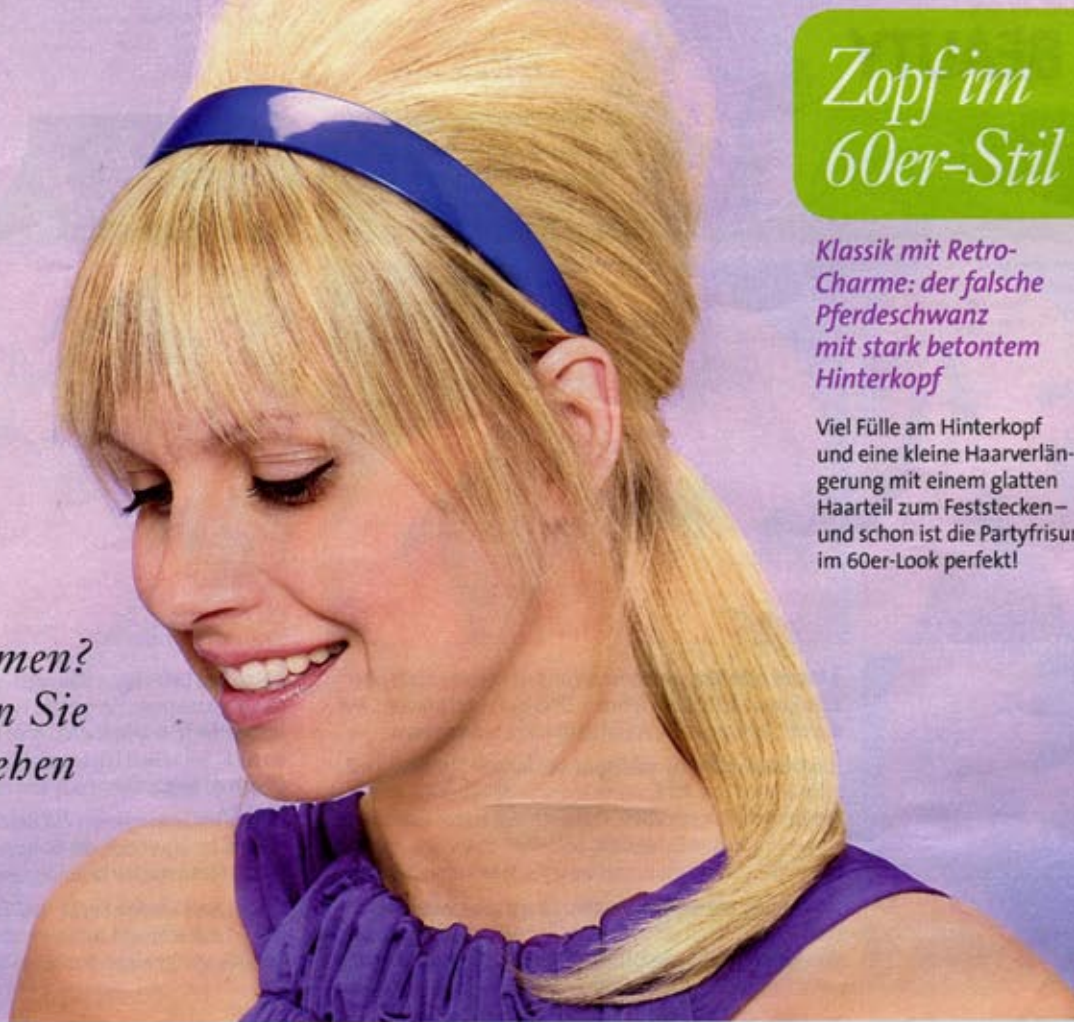 Zopf im
60er-Stil
Klassik mit Retro-
Charme: der falsche
Pferdeschwanz
mit stark betontem
Hinterkopf
Viel Fülle am Hinterkopf
und eine kleine Haarverlän-
gerung mit einem glatten
Haarteil zum Feststecken–
und schon ist die Partyfrisur
im 60er-Look perfekt!
men?
n Sie
ehen